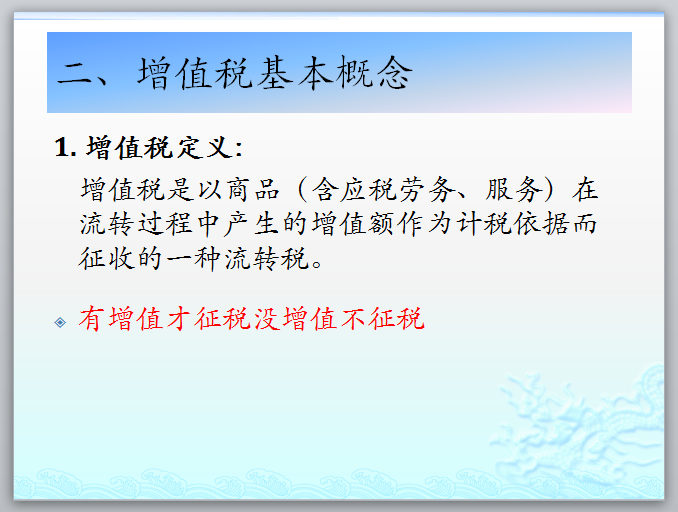 二、增值税基本概念
1. 增值税定义：
增值税是以商品（含应税劳务、服务）在
流转过程中产生的增值额作为计税依据而
征收的一种流转税。
有增值才征税没增值不征税